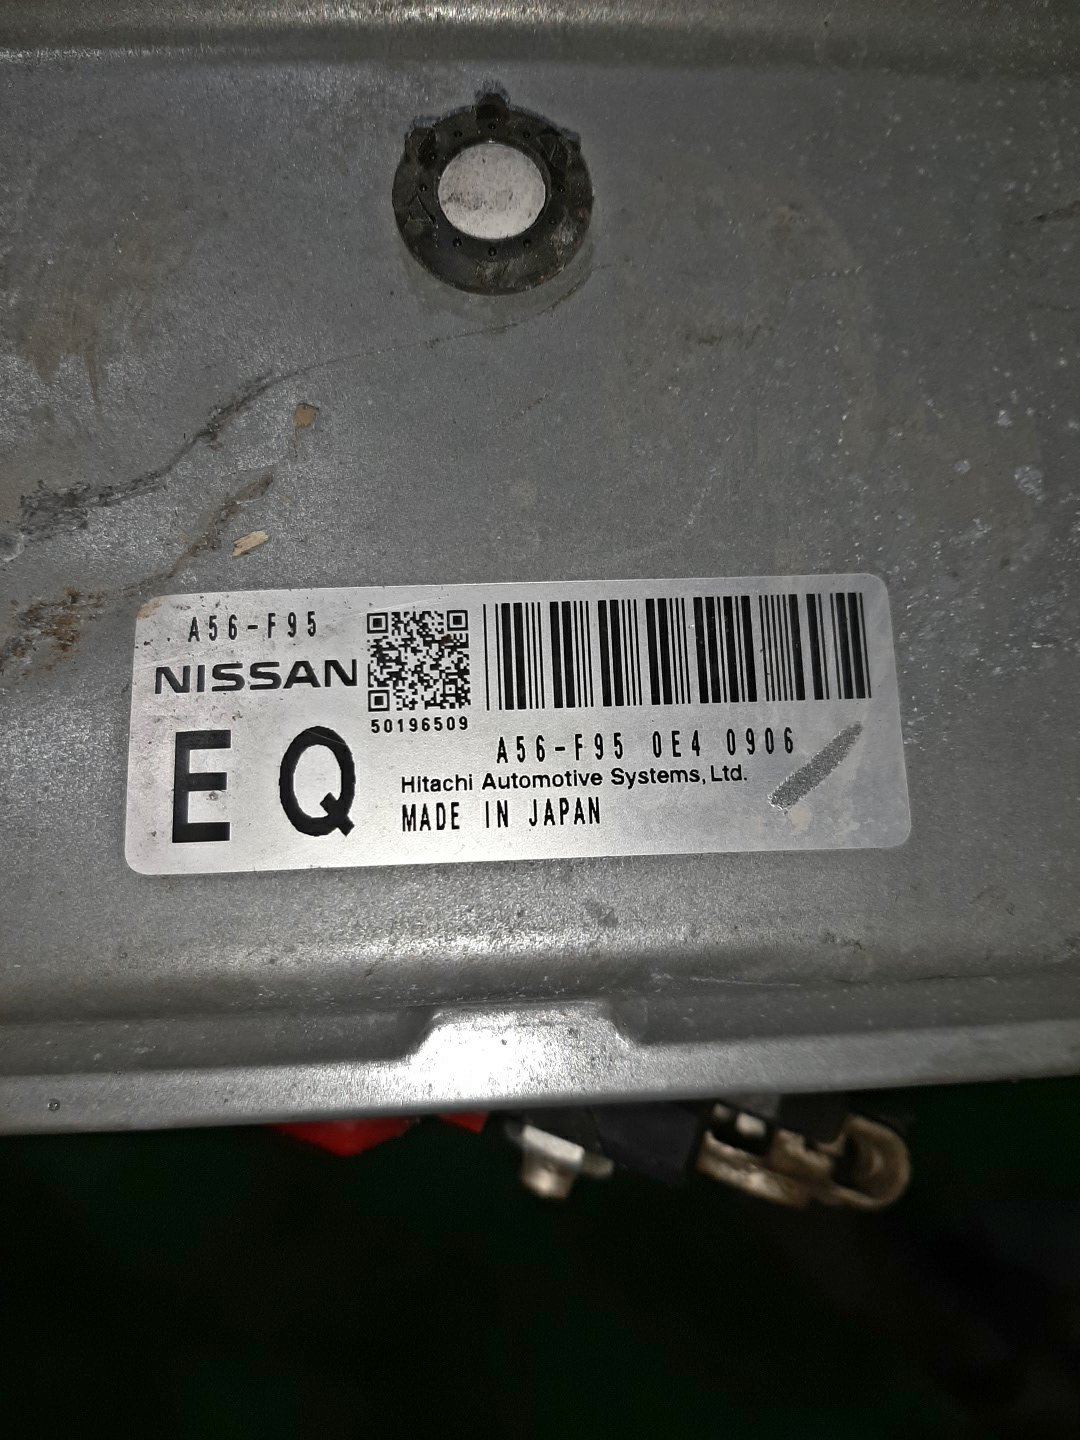 A56-F95
NISSAN
50196509
E Q
A56-F95 0E4 0906
Hitachi Automotive Systems, Ltd.
MADE IN JAPAN